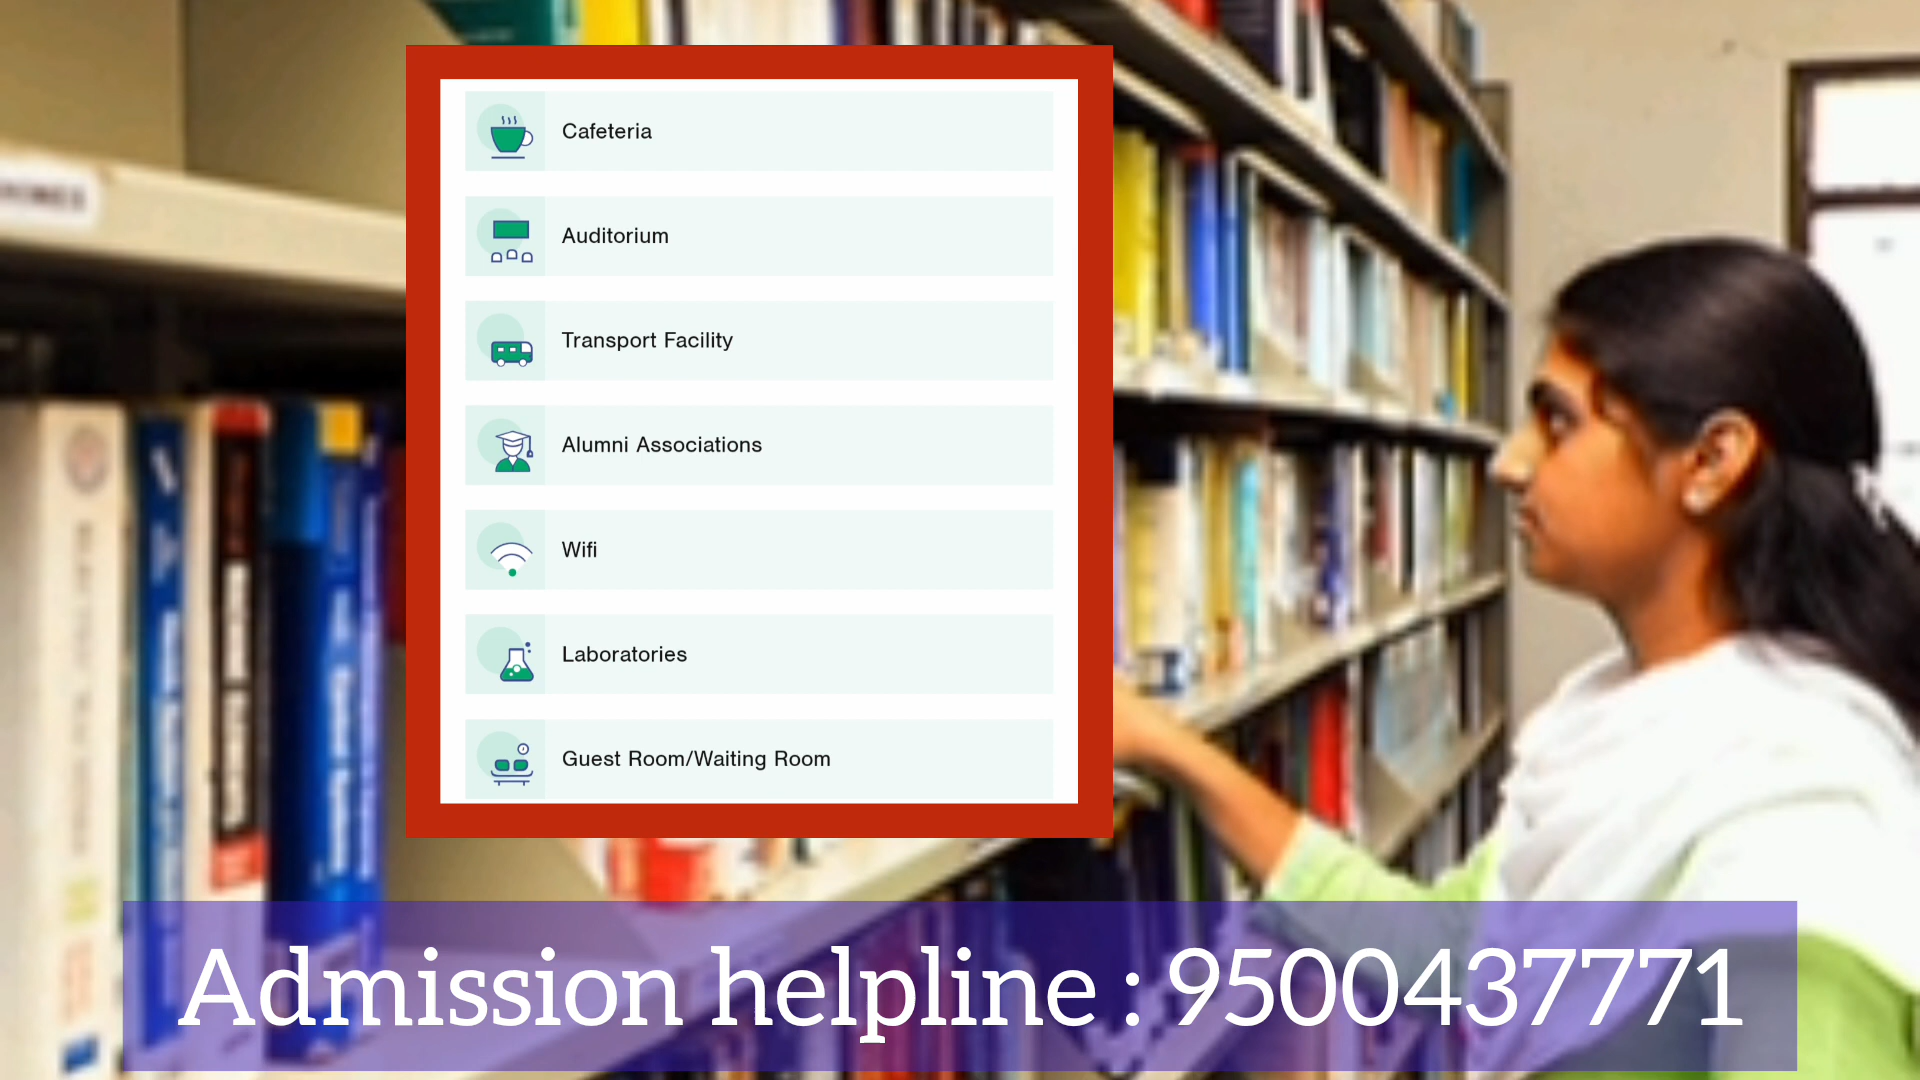 Cafeteria
Auditorium
Transport Facility
Alumni Associations
Wifi
Laboratories
Guest Room/Waiting Room
Admission helpline : 9500437771